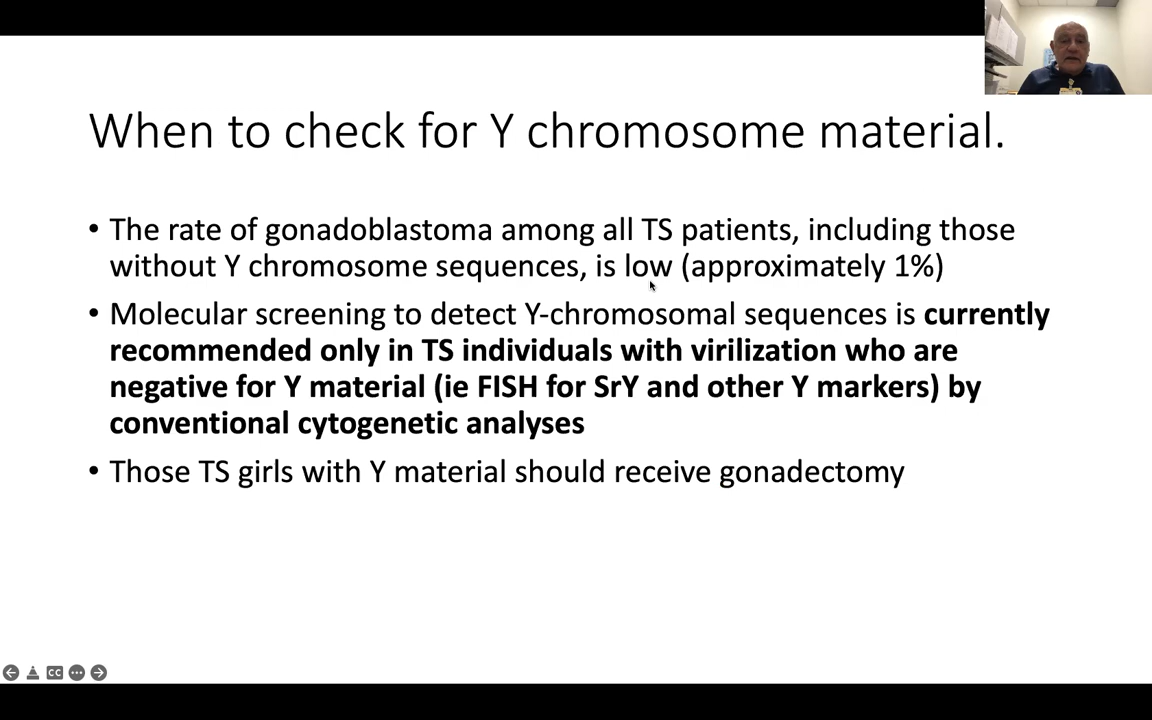 When to check for Y chromosome material.
• The rate of gonadoblastoma among all TS patients, including those
without Y chromosome sequences, is low (approximately 1%)
• Molecular screening to detect Y-chromosomal sequences is currently
recommended only in TS individuals with virilization who are
negative for Y material (ie FISH for SrY and other Y markers) by
conventional cytogenetic analyses
• Those TS girls with Y material should receive gonadectomy
CC